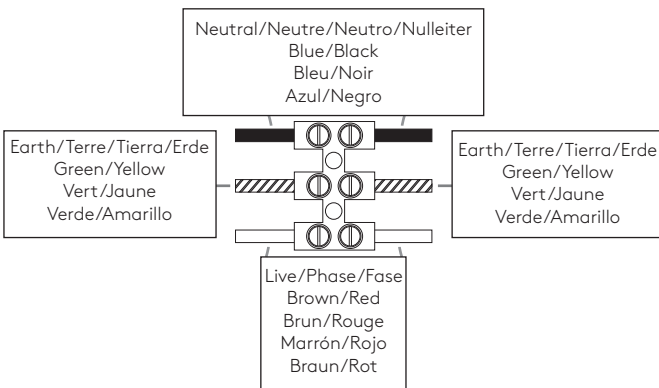 Neutral/Neutre/Neutro/Nulleiter
Blue/Black
Bleu/Noir
Azul/Negro
Earth/Terre/Tierra/Erde
Green/Yellow
Vert/Jaune
Verde/Amarillo
Earth/Terre/Tierra/Erde
Green/Yellow
Vert/Jaune
Verde/Amarillo
Live/Phase/Fase
Brown/Red
Brun/Rouge
Marrón/Rojo
Braun/Rot